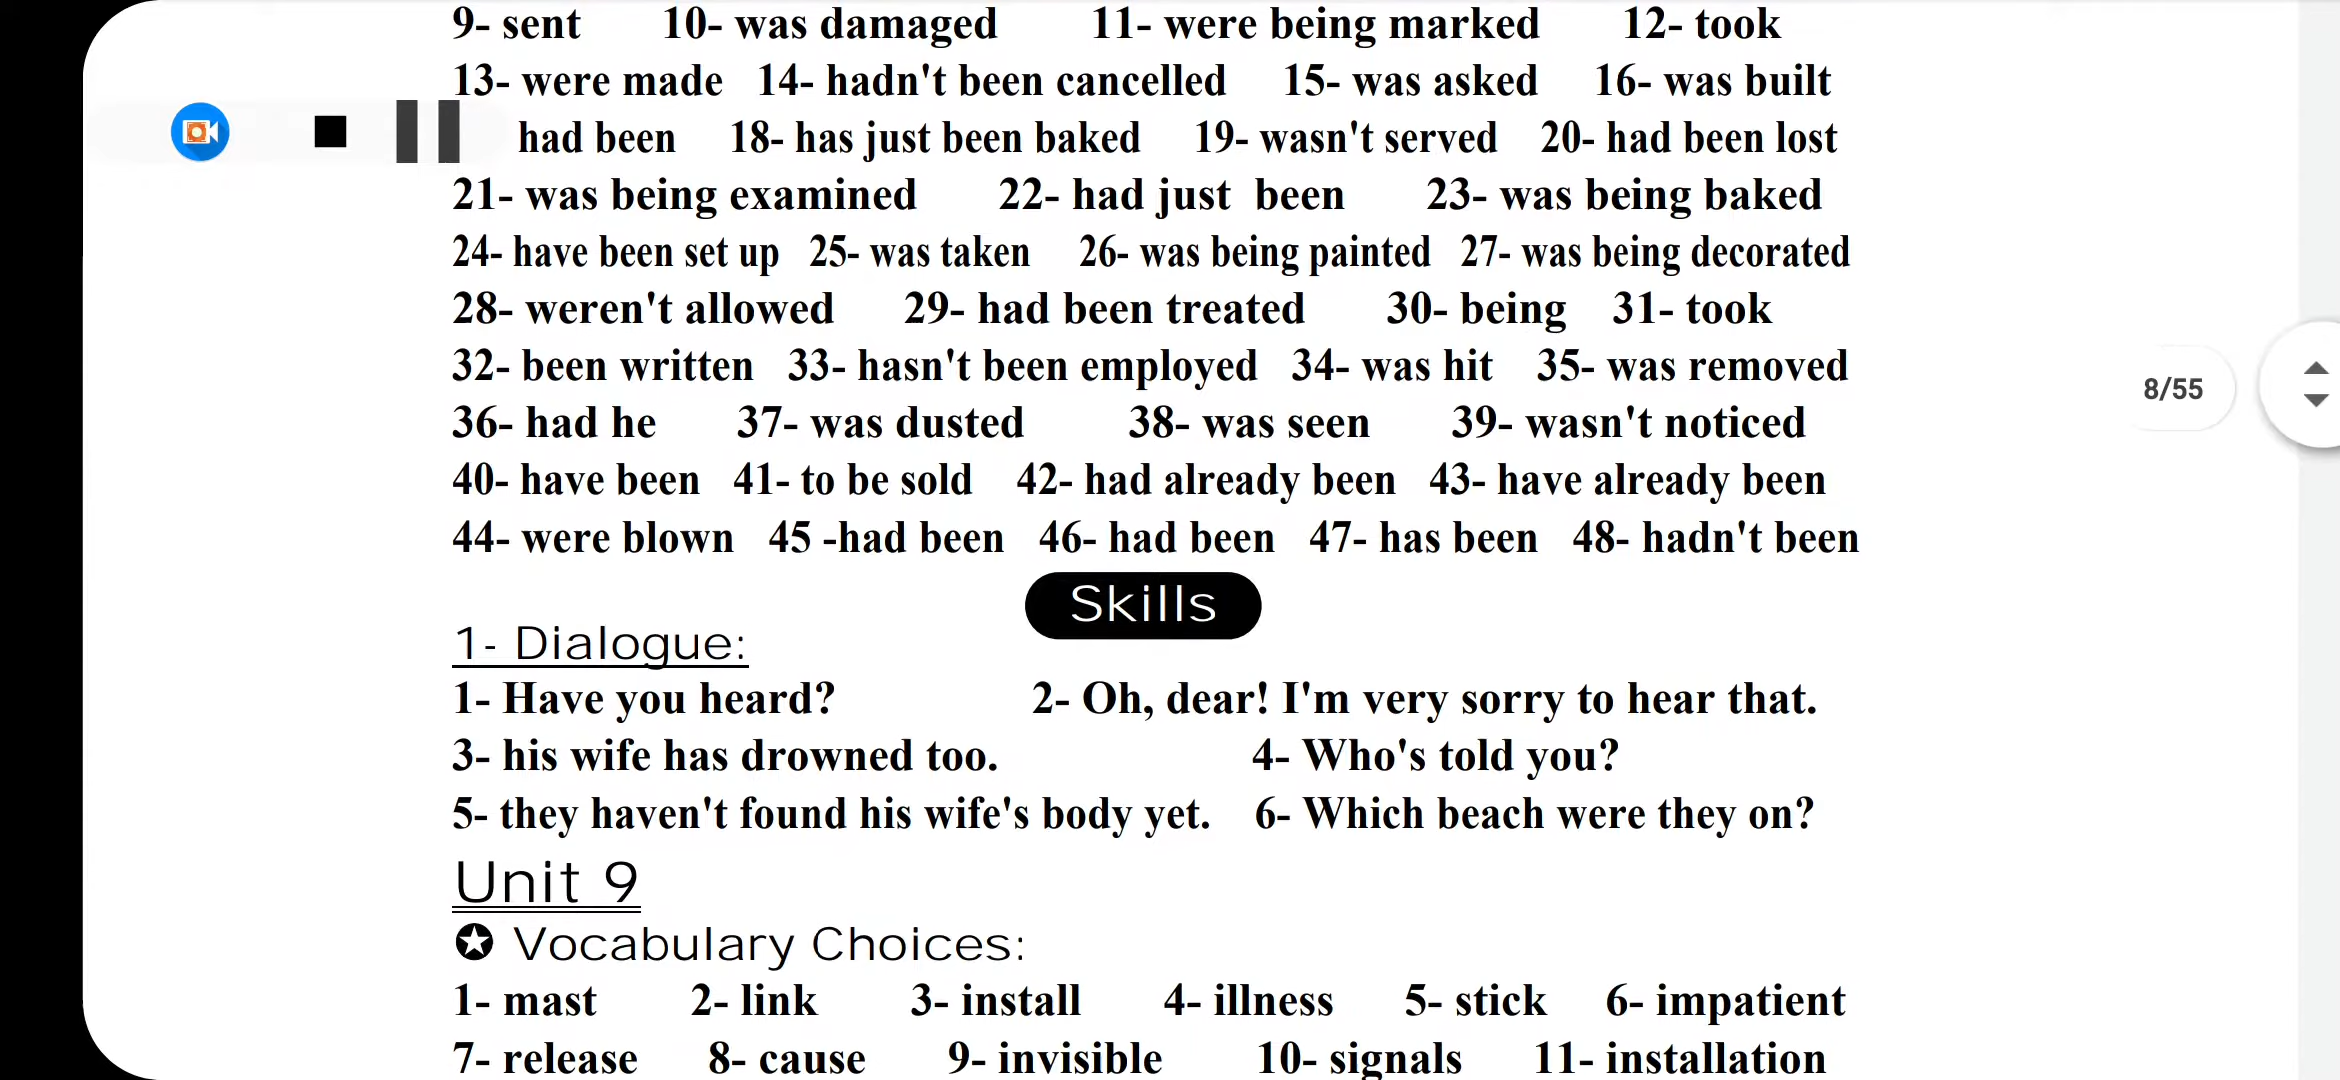 9- sent 10- was damaged 11- were being marked 12- took
13- were made 14- hadn't been cancelled 15- was asked 16- was built
had been 18- has just been baked 19- wasn't served 20- had been lost
21- was being examined 22- had just been 23- was being baked
24- have been set up 25- was taken 26- was being painted 27- was being decorated
28- weren't allowed 29- had been treated 30- being 31- took
32- been written 33- hasn't been employed 34- was hit 35- was removed
8/55
36- had he 37- was dusted 38- was seen 39- wasn't noticed
40- have been 41- to be sold 42- had already been 43- have already been
44- were blown 45 -had been 46- had been 47- has been 48- hadn't been
Skills
1- Dialogue:
1- Have you heard? 2- Oh, dear! I'm very sorry to hear that.
3- his wife has drowned too. 4- Who's told you?
5- they haven't found his wife's body yet. 6- Which beach were they on?
Unit 9
✪ Vocabulary Choices:
1- mast 2- link 3- install 4- illness 5- stick 6- impatient
7- release 8- cause 9- invisible 10- signals 11- installation